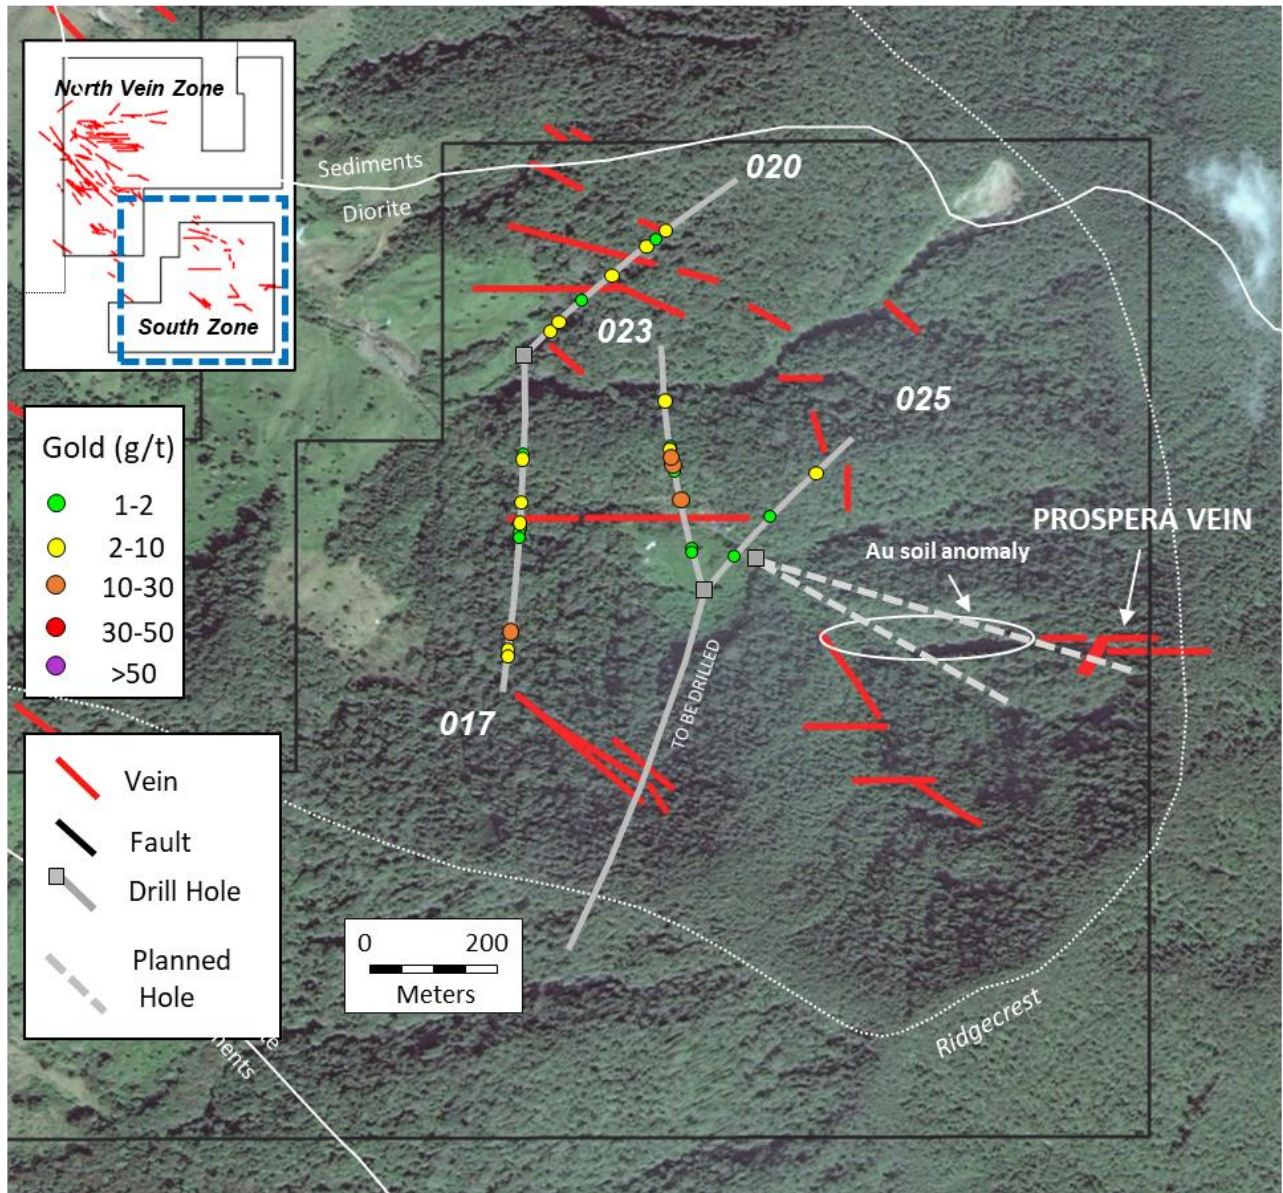 North Vein Zone
South Zone
Sediments
Diorite
020
023
025
Gold (g/t)
1-2
2-10
10-30
30-50
>50
PROSPERA VEIN
Au soil anomaly
TO BE DRILLED
017
Vein
Fault
Drill Hole
Planned
Hole
0 200
Meters
Ridgecrest